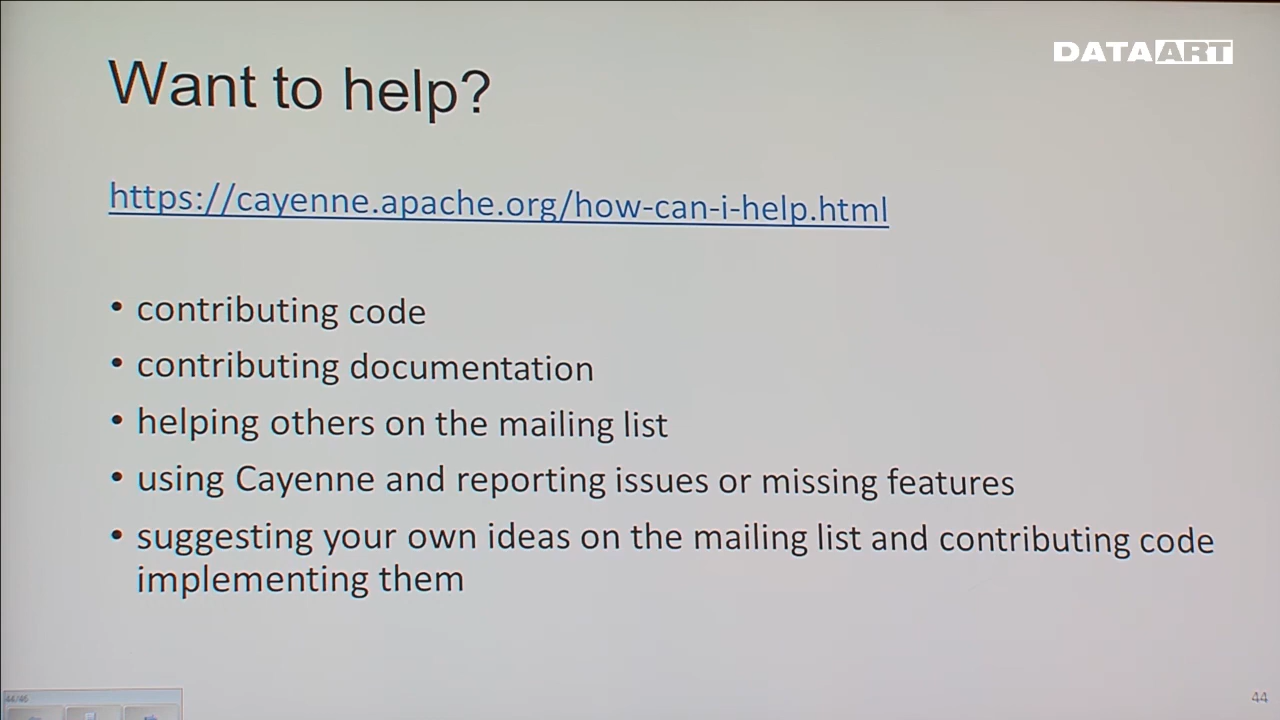 DATAART
Want to help?
https://cayenne.apache.org/how-can-i-help.html
• contributing code
• contributing documentation
• helping others on the mailing list
• using Cayenne and reporting issues or missing features
• suggesting your own ideas on the mailing list and contributing code
implementing them
44/46
44